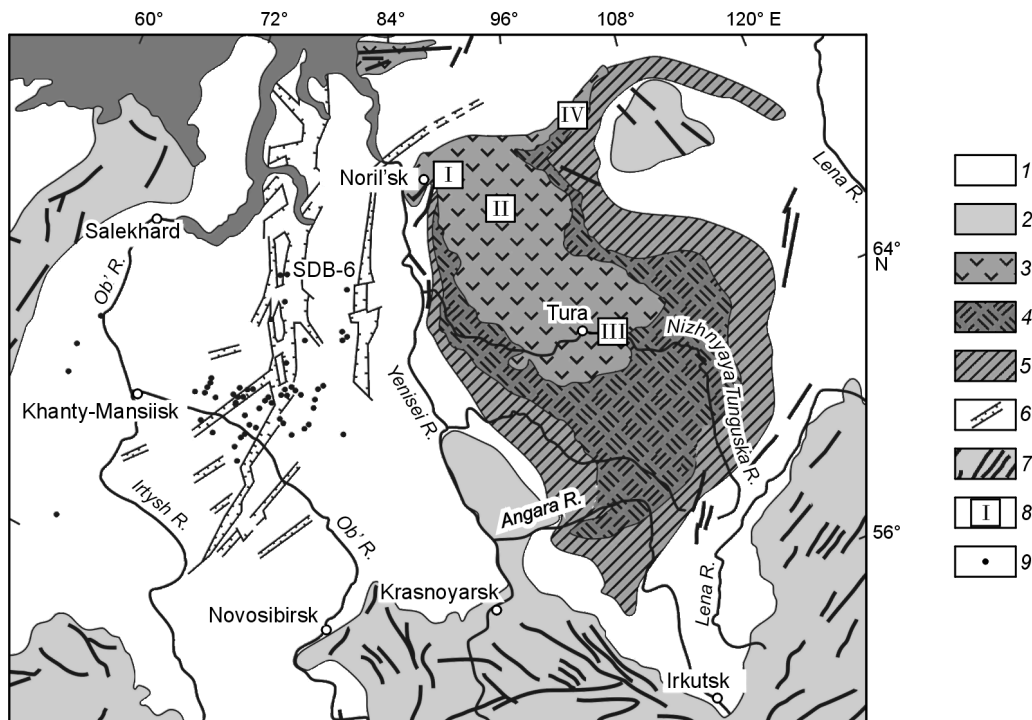 60°
72°
84°
96°
108°
120° E
IV
Lena R.
Noril'sk
I
II
Salekhard
64°
N
SDB-6
Ob' R.
Tura
III
Nizhnyaya Tunguska R.
Khanty-Mansiisk
Yenisei R.
Irtysh R.
Ob' R.
Angara R.
56°
Lena R.
Krasnoyarsk
Novosibirsk
Irkutsk
1
2
3
4
5
6
7
I
8
9